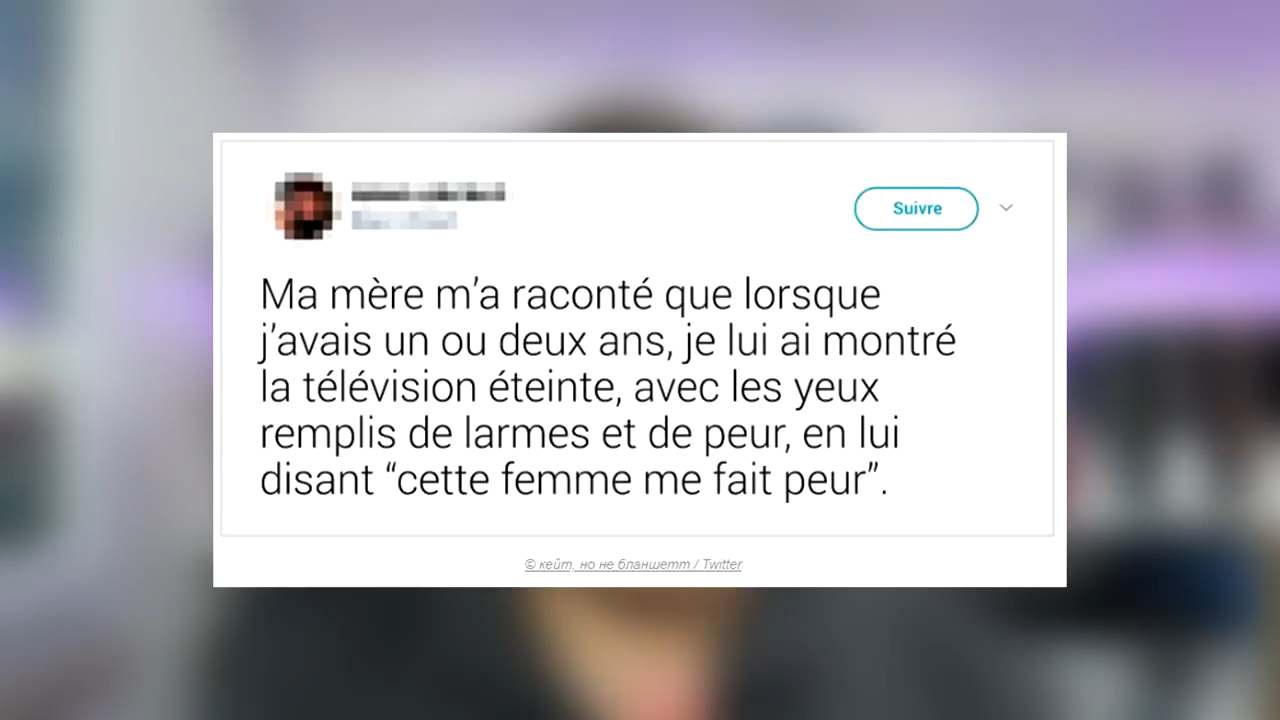 Suivre
Ma mère m’a raconté que lorsque
j’avais un ou deux ans, je lui ai montré
la télévision éteinte, avec les yeux
remplis de larmes et de peur, en lui
disant “cette femme me fait peur”.
© кейт, но не бланшетт / Twitter